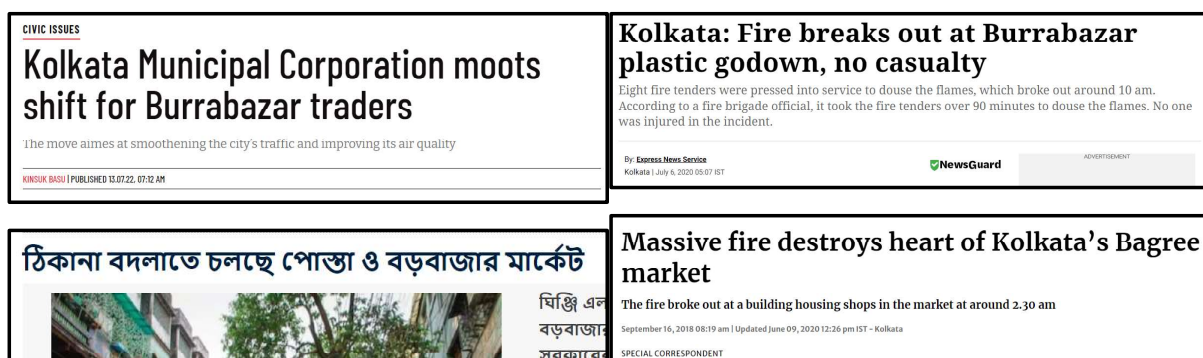 CIVIC ISSUES
Kolkata Municipal Corporation moots
shift for Burrabazar traders
The move aimes at smoothening the city's traffic and improving its air quality
KINSUK BASU | PUBLISHED 13.07.22, 07:12 AM
Kolkata: Fire breaks out at Burrabazar
plastic godown, no casualty
Eight fire tenders were pressed into service to douse the flames, which broke out around 10 am.
According to a fire brigade official, it took the fire tenders over 90 minutes to douse the flames. No one
was injured in the incident.
By: Express News Service
Kolkata | July 6, 2020 05:07 IST
NewsGuard
ADVERTISEMENT
ঠিকানা বদলাতে চলছে পোস্তা ও বড়বাজার মার্কেট
ঘিঞ্জি এল
বড়বাজার
Massive fire destroys heart of Kolkata's Bagree
market
The fire broke out at a building housing shops in the market at around 2.30 am
September 16, 2018 08:19 am | Updated June 09, 2020 12:26 pm IST - Kolkata
SPECIAL CORRESPONDENT